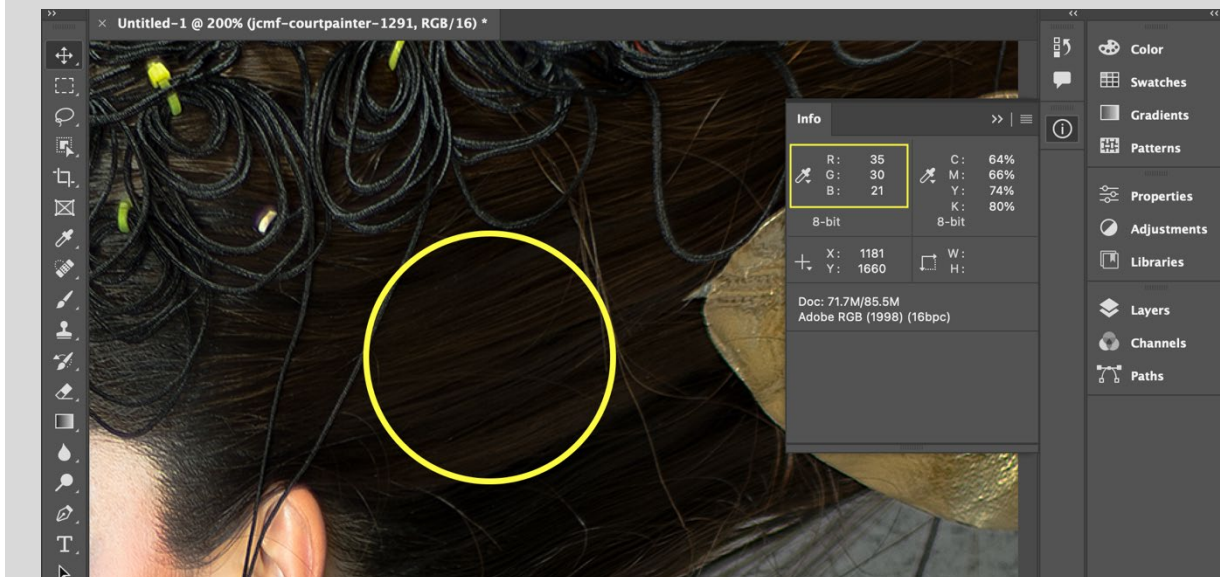 Untitled-1 @ 200% (jcmf-courtpainter-1291, RGB/16) *
Info
R: 35
G: 30
B: 21
8-bit
C: 64%
M: 66%
Y: 74%
K: 80%
8-bit
X: 1181
Y: 1660
W:
H:
Doc: 71.7M/85.5M
Adobe RGB (1998) (16bpc)
Color
Swatches
Gradients
Patterns
Properties
Adjustments
Libraries
Layers
Channels
Paths